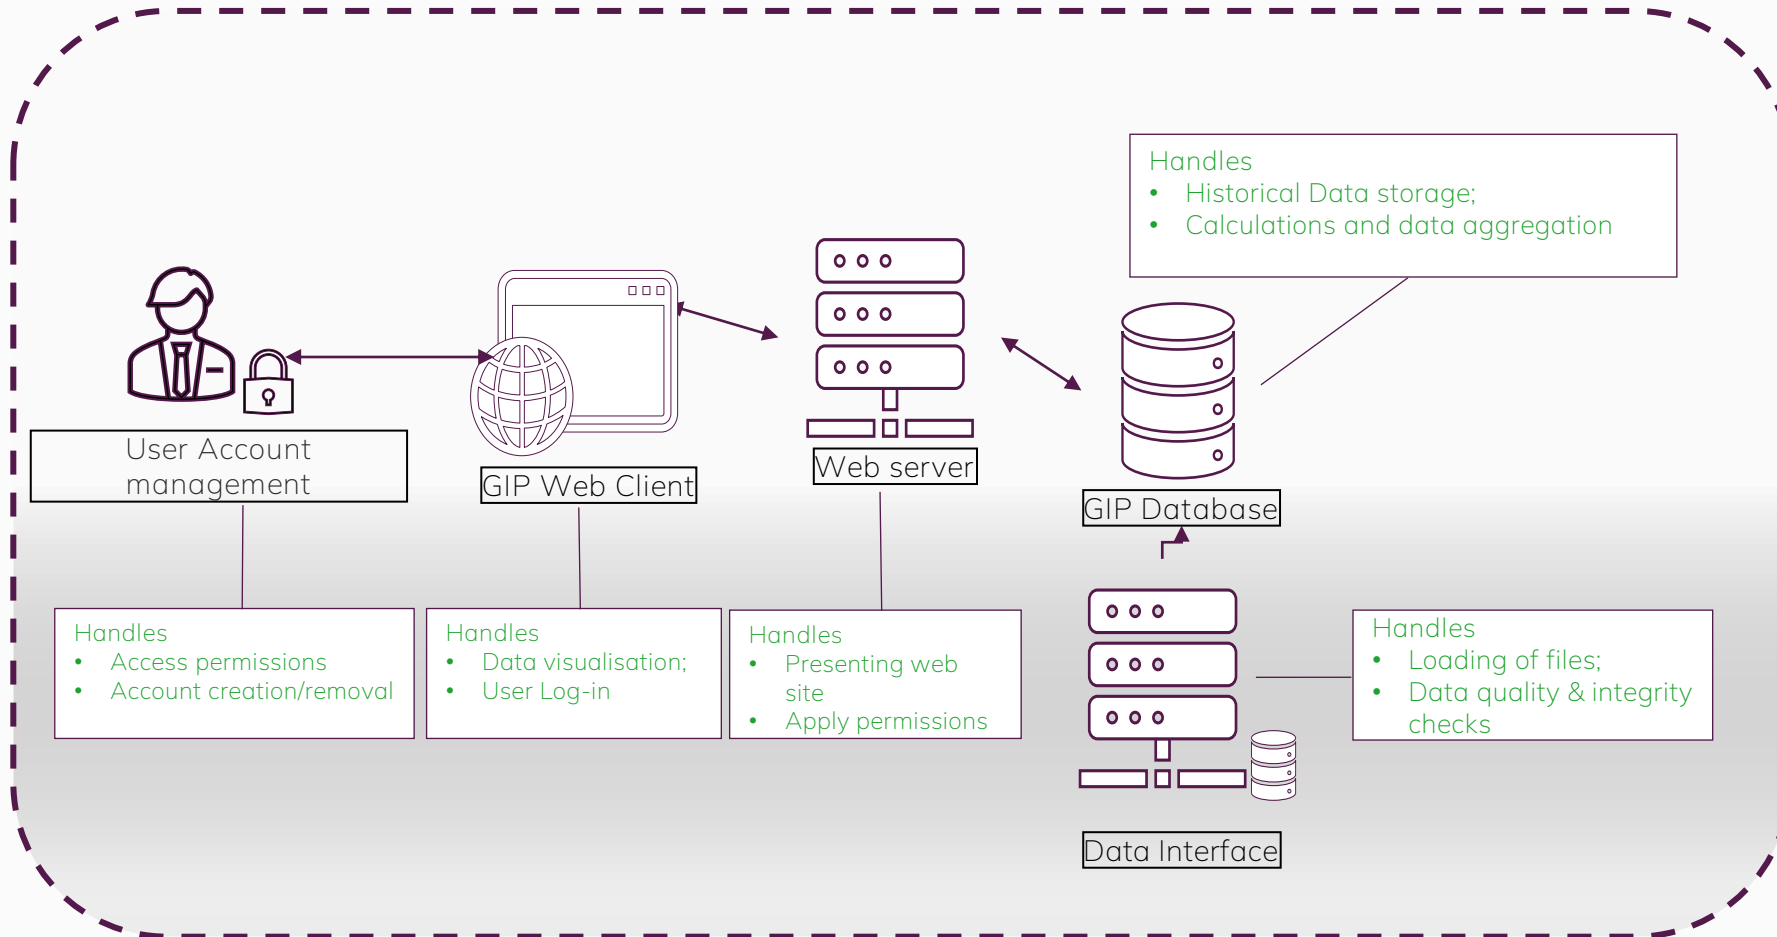 Handles
• Historical Data storage;
• Calculations and data aggregation
User Account
management
GIP Web Client
Web server
GIP Database
Handles
• Access permissions
• Account creation/removal
Handles
• Data visualisation;
• User Log-in
Handles
• Presenting web
site
• Apply permissions
Handles
• Loading of files;
• Data quality & integrity
checks
Data Interface